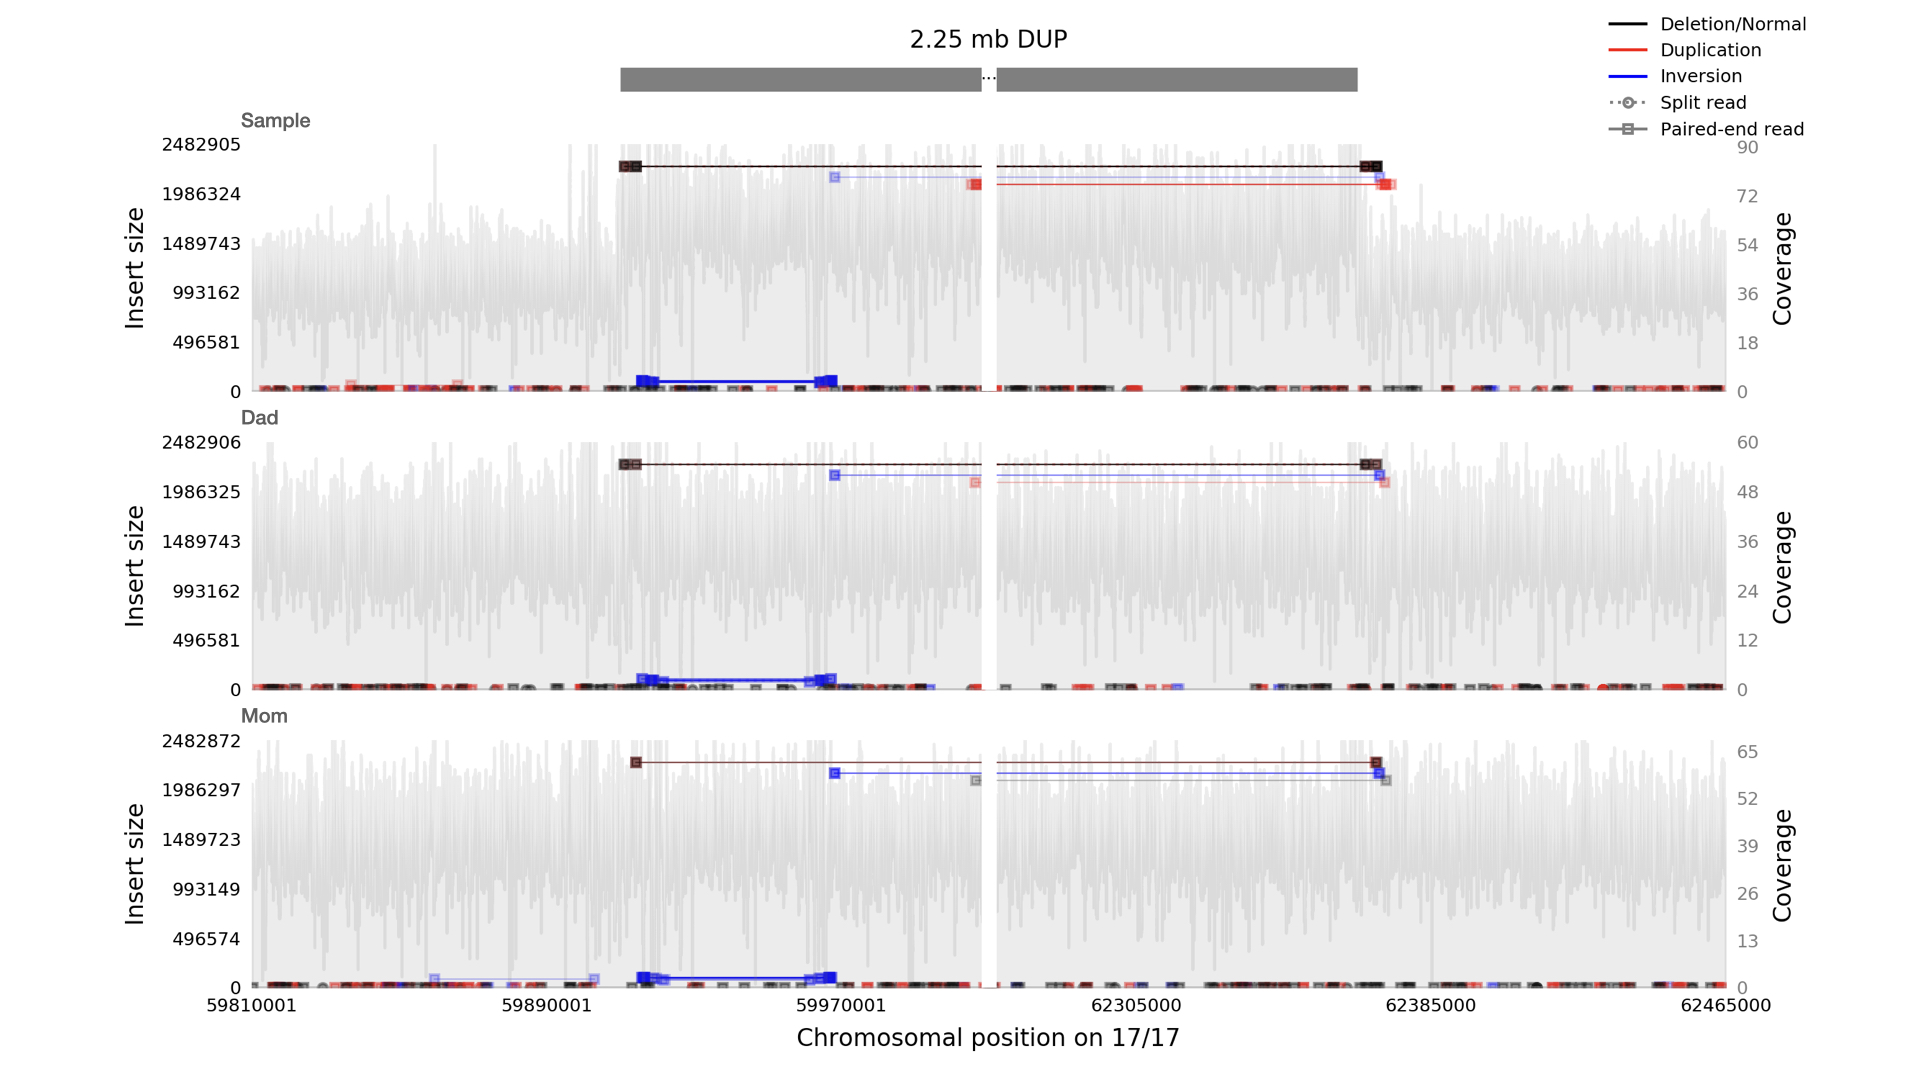 2.25 mb DUP
...
Deletion/Normal
Duplication
Inversion
Split read
Paired-end read
Sample
2482905
1986324
1489743
993162
496581
0
Insert size
90
72
54
36
18
0
Coverage
Dad
2482906
1986325
1489743
993162
496581
0
Insert size
60
48
36
24
12
0
Coverage
Mom
2482872
1986297
1489723
993149
496574
0
Insert size
65
52
39
26
13
0
Coverage
59810001 59890001 59970001 62305000 62385000 62465000
Chromosomal position on 17/17